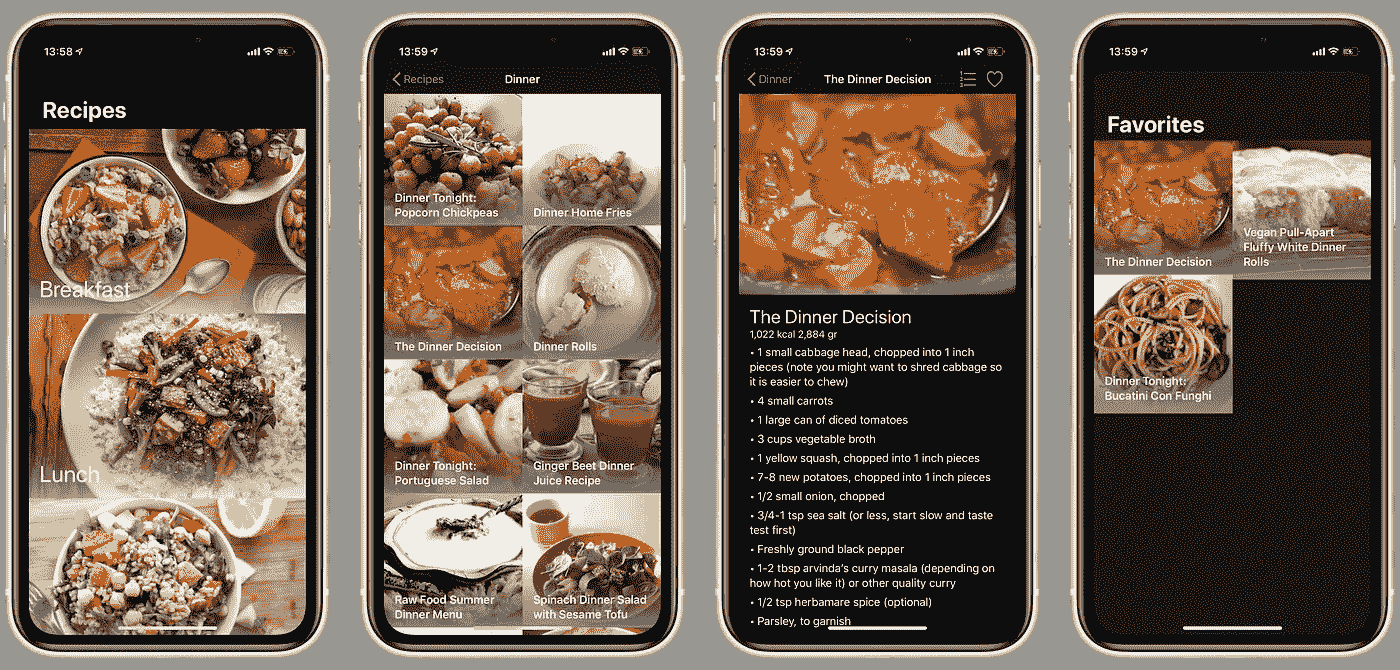 13:58
Recipes
Breakfast
Lunch
13:59
Recipes
Dinner
Dinner Tonight:
Popcorn Chickpeas
Dinner Home Fries
The Dinner Decision
Dinner Rolls
Dinner Tonight:
Portuguese Salad
Ginger Beet Dinner
Juice Recipe
Raw Food Summer
Dinner Menu
Spinach Dinner Salad
with Sesame Tofu
13:59
Dinner
The Dinner Decision
The Dinner Decision
1,022 kcal 2,884 gr
• 1 small cabbage head, chopped into 1 inch
pieces (note you might want to shred cabbage so
it is easier to chew)
• 4 small carrots
• 1 large can of diced tomatoes
• 3 cups vegetable broth
• 1 yellow squash, chopped into 1 inch pieces
• 7-8 new potatoes, chopped into 1 inch pieces
• 1/2 small onion, chopped
• 3/4-1 tsp sea salt (or less, start slow and taste
test first)
• Freshly ground black pepper
• 1-2 tbsp arvinda's curry masala (depending on
how hot you like it) or other quality curry
• 1/2 tsp herbamare spice (optional)
• Parsley, to garnish
13:59
Favorites
The Dinner Decision
Vegan Pull-Apart
Fluffy White Dinner
Rolls
Dinner Tonight:
Bucatini Con Funghi